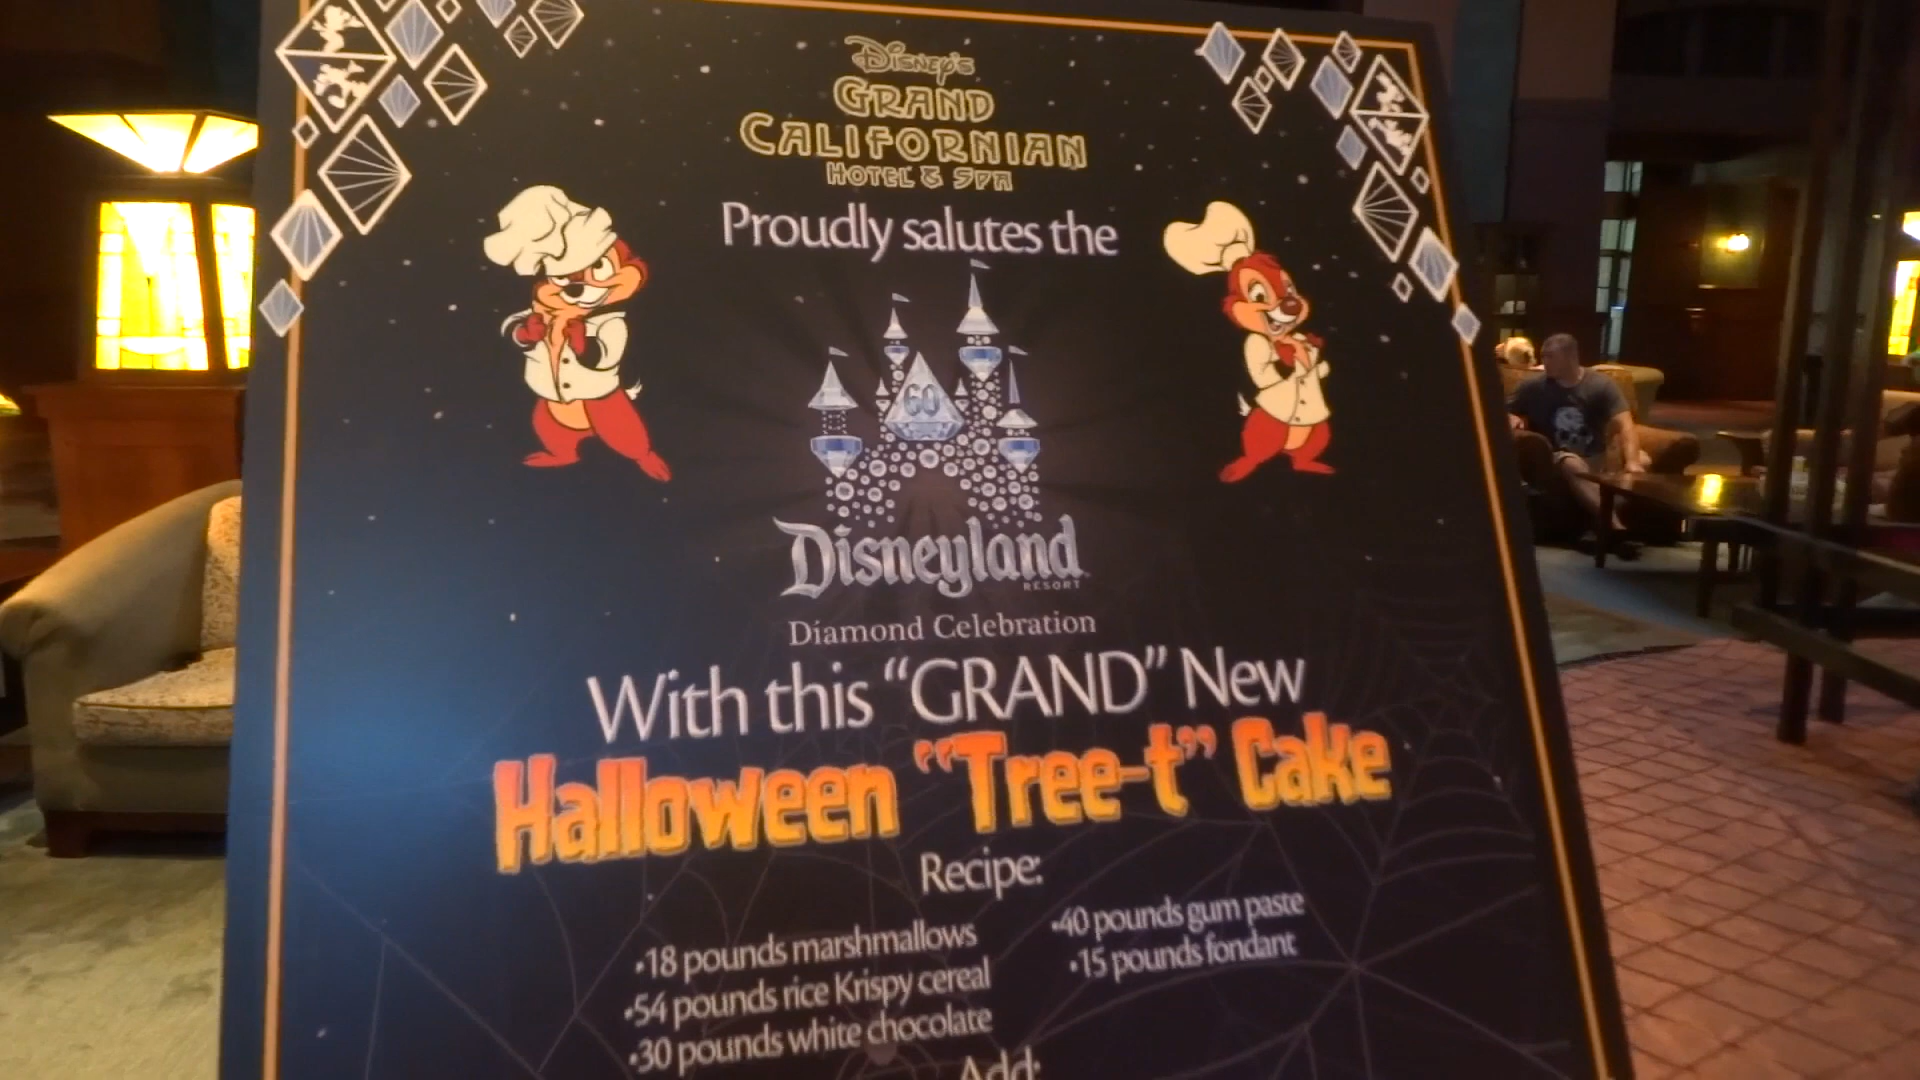 Disney's
GRAND
CALIFORNIAN
HOTEL & SPA
Proudly salutes the
60
Disneyland
RESORT
Diamond Celebration
With this “GRAND” New
Halloween “Tree-t” Cake
Recipe:
•18 pounds marshmallows
•54 pounds rice Krispy cereal
•30 pounds white chocolate
•40 pounds gum paste
•15 pounds fondant
Add: